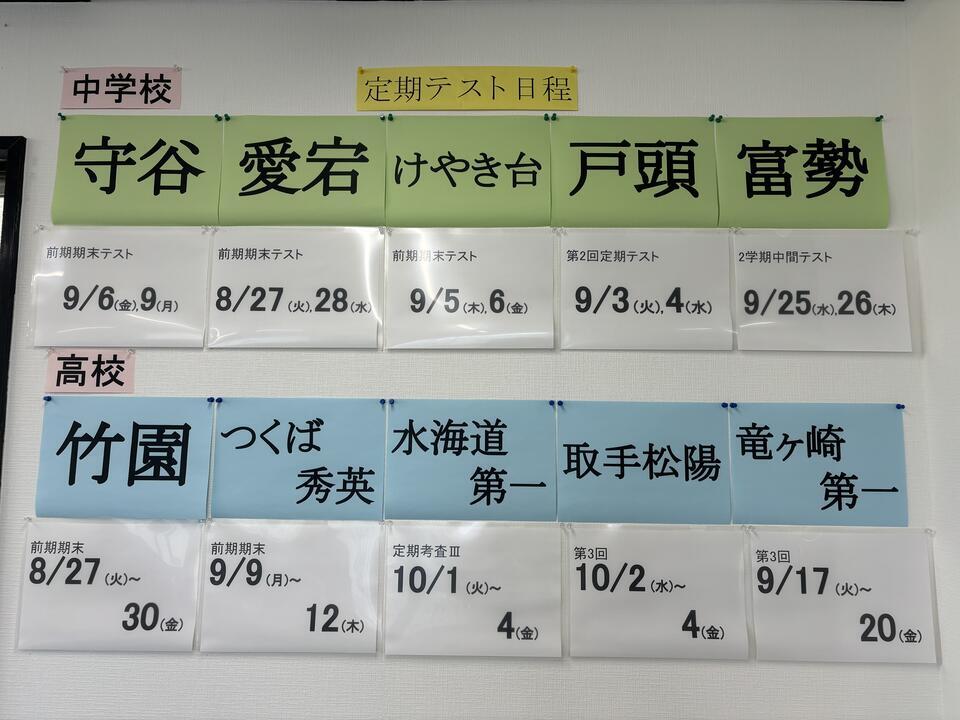 中学校
定期テスト日程
守谷
愛宕
けやき台
戸頭
富勢
前期期末テスト
9/6(金),9(月)
前期期末テスト
8/27(火),28(水)
前期期末テスト
9/5(木),6(金)
第2回定期テスト
9/3(火),4(水)
2学期中間テスト
9/25(水),26(木)
高校
竹園
つくば
秀英
水海道
第一
取手松陽
竜ヶ崎
第一
前期期末
8/27(火)～
30(金)
前期期末
9/9(月)～
12(木)
定期考査Ⅲ
10/1(火)～
4(金)
第3回
10/2(水)～
4(金)
第3回
9/17(火)～
20(金)